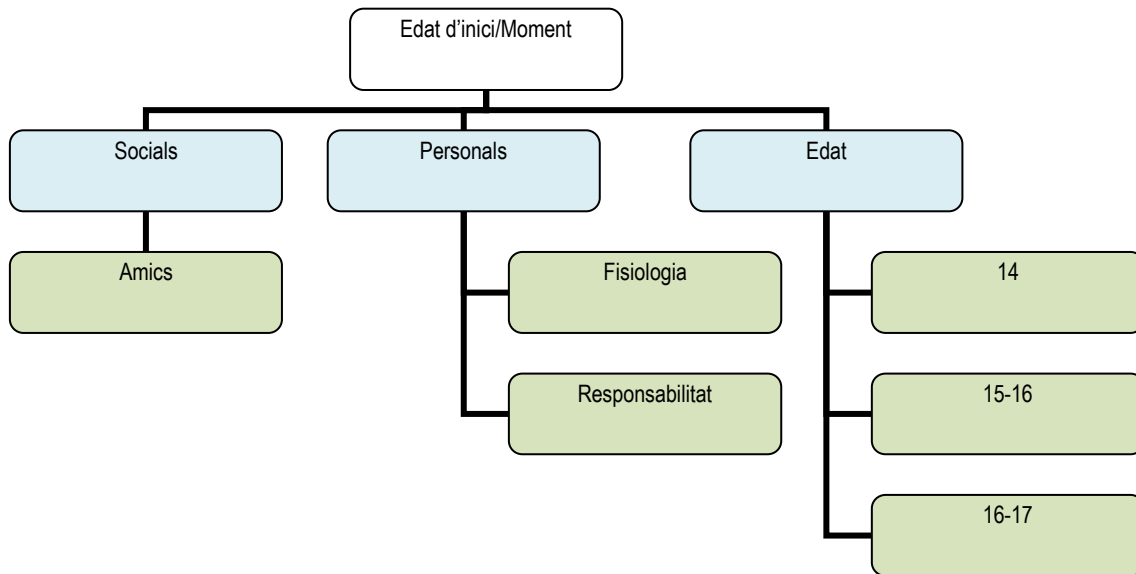 Edat d’inici/Moment
Socials
Personals
Edat
Amics
Fisiologia
14
Responsabilitat
15-16
16-17